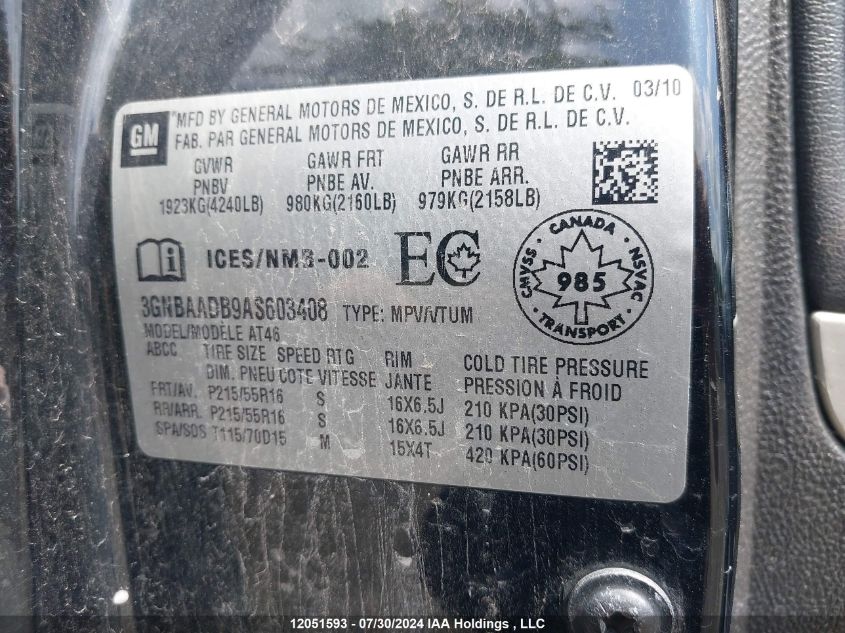 GM
*MFD BY GENERAL MOTORS DE MEXICO, S. DE R.L. DE C.V. 03/10
FAB. PAR GENERAL MOTORS DE MEXICO, S. DE R.L. DE C.V.
GVWR GAWR FRT GAWR RR
PNBV PNBE AV. PNBE ARR.
1923KG(4240LB) 980KG(2160LB) 979KG(2158LB)
i ICES/NMB-002 EC
CANADA
CMVSS 985 NSVAC
TRANSPORT
3GNBAADB9AS603408 TYPE: MPV/VTUM
MODEL/MODÈLE AT46
ABCC TIRE SIZE SPEED RTG RIM COLD TIRE PRESSURE
DIM. PNEU COTE VITESSE JANTE PRESSION À FROID
FRT/AV. P215/55R16 S 16X6.5J 210 KPA(30PSI)
RR/ARR. P215/55R16 S 16X6.5J 210 KPA(30PSI)
SPA/SOS T115/70D15 M 15X4T 420 KPA(60PSI)
12051593 - 07/30/2024 IAA Holdings , LLC